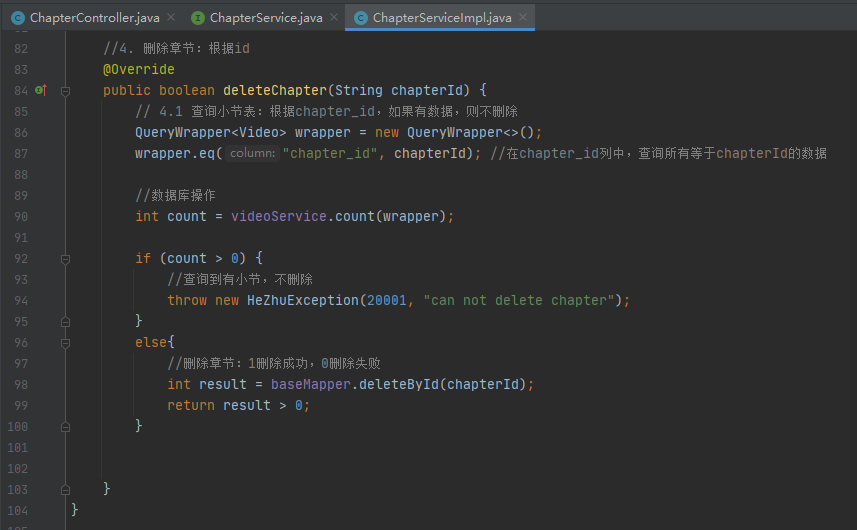 ChapterController.java ChapterService.java ChapterServiceImpl.java
82 //4. 删除章节：根据id
83 @Override
84 public boolean deleteChapter(String chapterId) {
85 // 4.1 查询小节表：根据chapter_id，如果有数据，则不删除
86 QueryWrapper<Video> wrapper = new QueryWrapper<>();
87 wrapper.eq( column: "chapter_id", chapterId); //在chapter_id列中，查询所有等于chapterId的数据
88
89 //数据库操作
90 int count = videoService.count(wrapper);
91
92 if (count > 0) {
93 //查询到有小节，不删除
94 throw new HeZhuException(20001, "can not delete chapter");
95 }
96 else{
97 //删除章节：1删除成功，0删除失败
98 int result = baseMapper.deleteById(chapterId);
99 return result > 0;
100 }
101
102
103 }
104 }